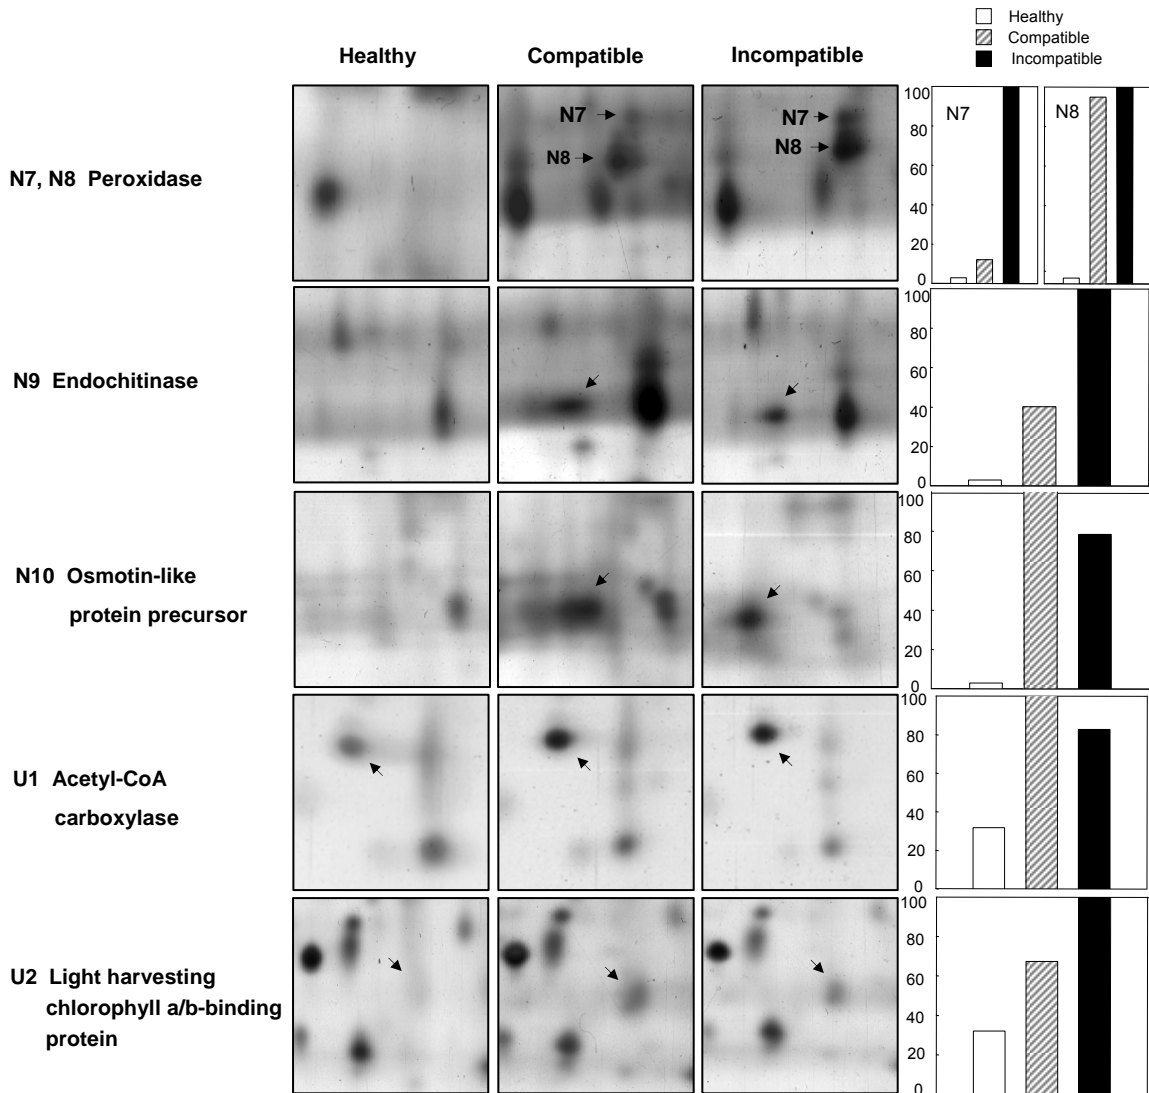 Healthy
Compatible
Incompatible
Healthy Compatible Incompatible
N7, N8 Peroxidase
N7
N8
N7
N8
100
80
60
40
20
0
N7
N8
N9 Endochitinase
100
80
60
40
20
0
N10 Osmotin-like
protein precursor
100
80
60
40
20
0
U1 Acetyl-CoA
carboxylase
100
80
60
40
20
0
U2 Light harvesting
chlorophyll a/b-binding
protein
100
80
60
40
20
0